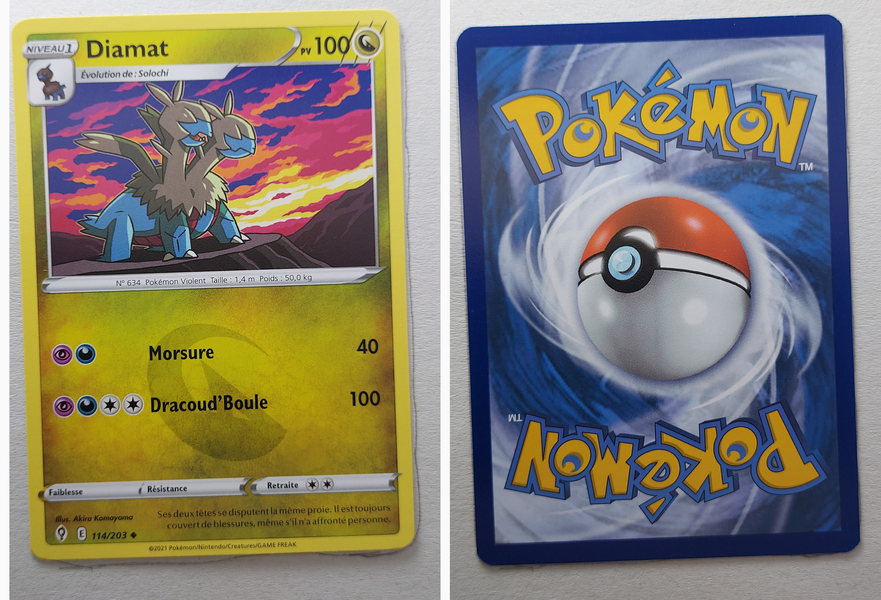 NIVEAU 1
Diamat
PV 100
Évolution de : Solochi
N° 634 Pokémon Violent Taille : 1,4 m Poids : 50,0 kg
Morsure 40
Dracoud'Boule 100
Faiblesse Résistance Retraite
Illus. Akira Komayama
Ses deux têtes se disputent la même proie. Il est toujours
couvert de blessures, même s'il n'a affronté personne.
E 114/203
©2021 Pokémon/Nintendo/Creatures/GAME FREAK
POKÉMON
TM
TM
POKÉMON